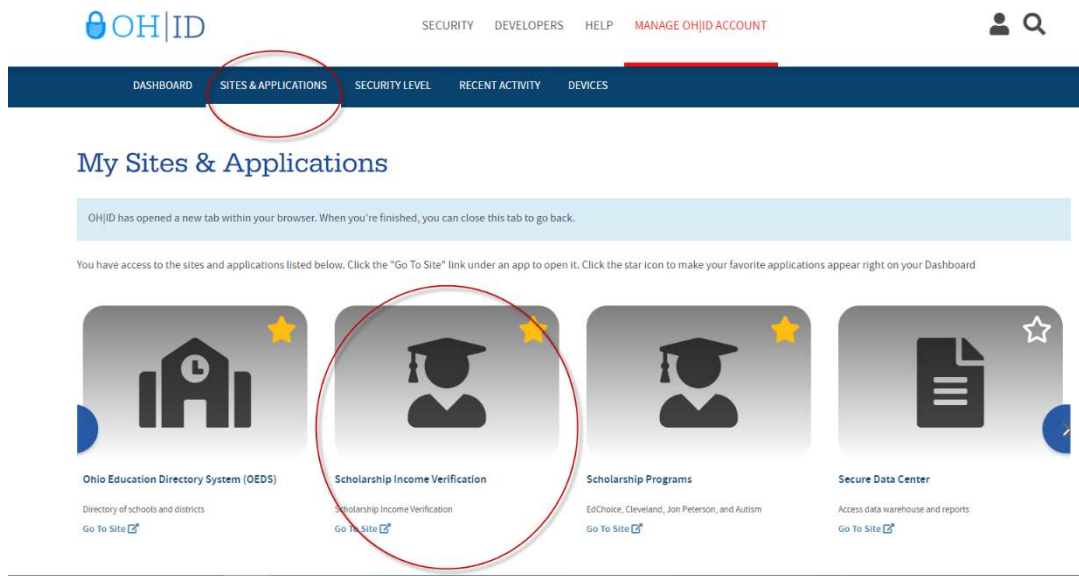 OH|ID
SECURITY DEVELOPERS HELP MANAGE OH|ID ACCOUNT
DASHBOARD SITES & APPLICATIONS SECURITY LEVEL RECENT ACTIVITY DEVICES
My Sites & Applications
OH|ID has opened a new tab within your browser. When you're finished, you can close this tab to go back.
You have access to the sites and applications listed below. Click the "Go To Site" link under an app to open it. Click the star icon to make your favorite applications appear right on your Dashboard
Ohio Education Directory System (OEDS)
Directory of schools and districts
Go To Site
Scholarship Income Verification
Scholarship Income Verification
Go To Site
Scholarship Programs
EdChoice, Cleveland, Jon Peterson, and Autism
Go To Site
Secure Data Center
Access data warehouse and reports
Go To Site